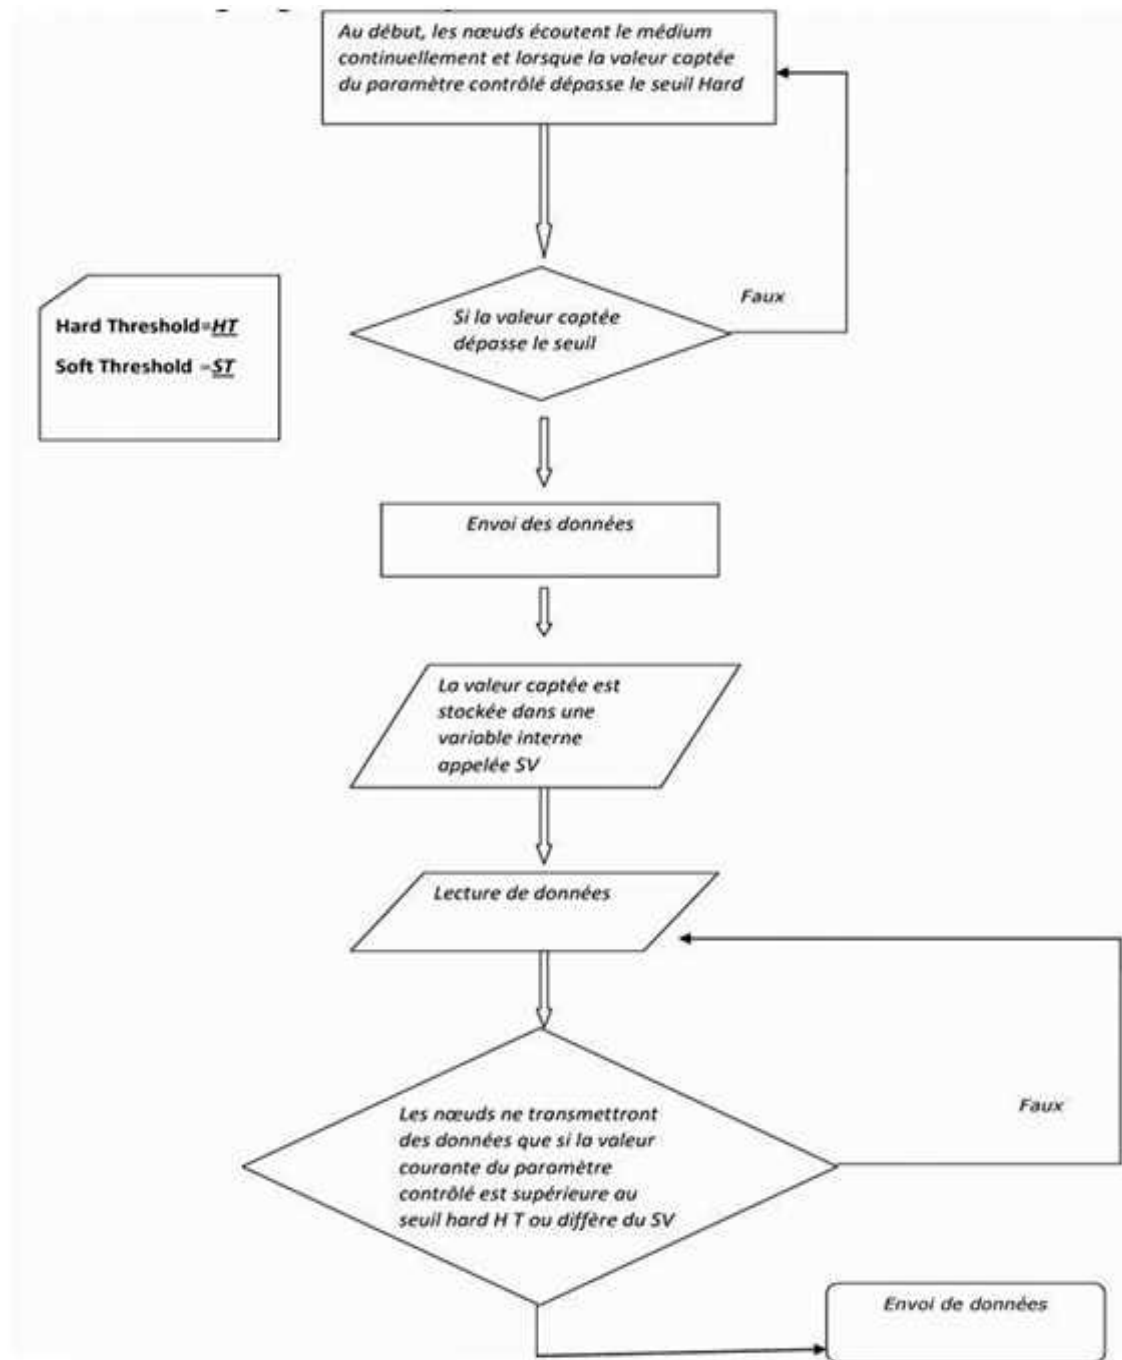 Au début, les nœuds écoutent le médium
continuellement et lorsque la valeur captée
du paramètre contrôlé dépasse le seuil Hard
Faux
Si la valeur captée
dépasse le seuil
Hard Threshold=HT
Soft Threshold =ST
Envoi des données
La valeur captée est
stockée dans une
variable interne
appelée SV
Lecture de données
Faux
Les nœuds ne transmettront
des données que si la valeur
courante du paramètre
contrôlé est supérieure au
seuil hard H T ou diffère du SV
Envoi de données